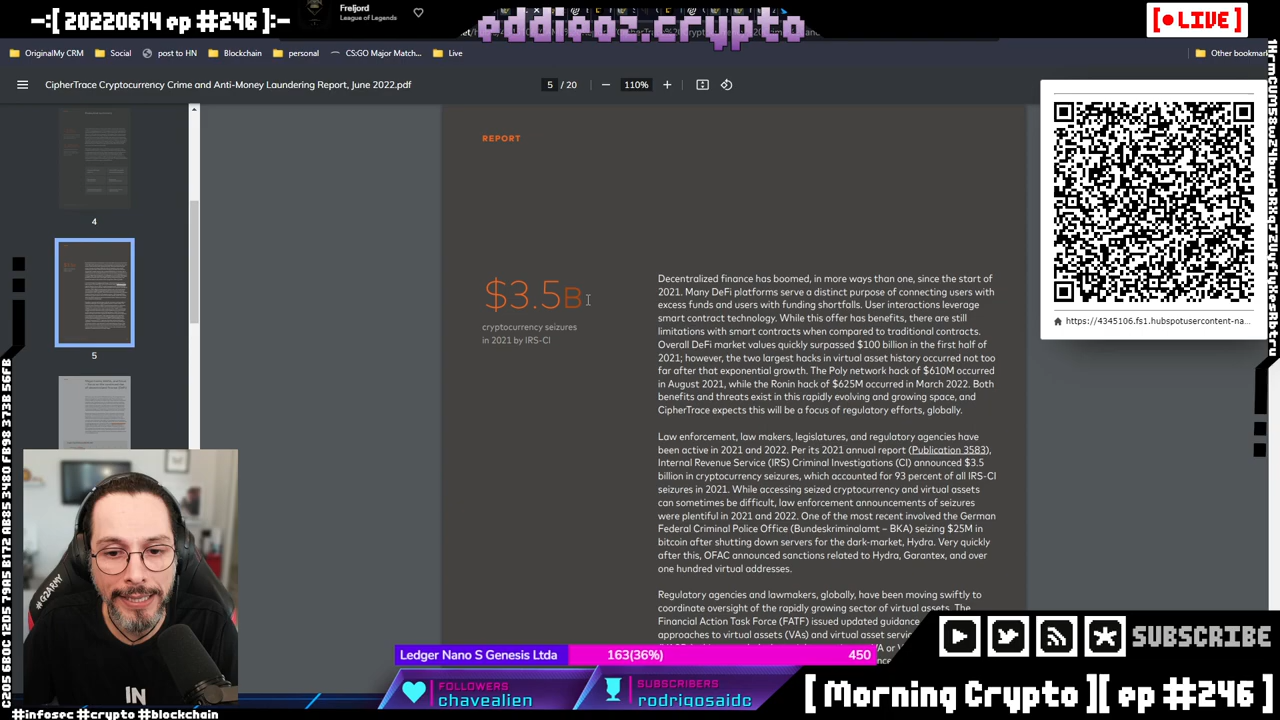 -:[ 20220614 ep #246 ]:-
Freljord
League of Legends
eddieoz.crypto
[● LIVE]
OriginalMy CRM
Social
post to HN
Blockchain
personal
CS:GO Major Match...
Live
Other bookmar
CipherTrace Cryptocurrency Crime and Anti-Money Laundering Report, June 2022.pdf
5 / 20
110%
4
5
REPORT
$3.5B
cryptocurrency seizures
in 2021 by IRS-CI
Decentralized finance has boomed, in more ways than one, since the start of
2021. Many DeFi platforms serve a distinct purpose of connecting users with
excess funds and users with funding shortfalls. User interactions leverage
smart contract technology. While this offer has benefits, there are still
limitations with smart contracts when compared to traditional contracts.
Overall DeFi market values quickly surpassed $100 billion in the first half of
2021; however, the two largest hacks in virtual asset history occurred not too
far after that exponential growth. The Poly network hack of $610M occurred
in August 2021, while the Ronin hack of $625M occurred in March 2022. Both
benefits and threats exist in this rapidly evolving and growing space, and
CipherTrace expects this will be a focus of regulatory efforts, globally.
Law enforcement, law makers, legislatures, and regulatory agencies have
been active in 2021 and 2022. Per its 2021 annual report (Publication 3583),
Internal Revenue Service (IRS) Criminal Investigations (CI) announced $3.5
billion in cryptocurrency seizures, which accounted for 93 percent of all IRS-CI
seizures in 2021. While accessing seized cryptocurrency and virtual assets
can sometimes be difficult, law enforcement announcements of seizures
were plentiful in 2021 and 2022. One of the most recent involved the German
Federal Criminal Police Office (Bundeskriminalamt – BKA) seizing $25M in
bitcoin after shutting down servers for the dark-market, Hydra. Very quickly
after this, OFAC announced sanctions related to Hydra, Garantex, and over
one hundred virtual addresses.
Regulatory agencies and lawmakers, globally, have been moving swiftly to
coordinate oversight of the rapidly growing sector of virtual assets. The
Financial Action Task Force (FATF) issued updated guidance
approaches to virtual assets (VAs) and virtual asset servic
https://4345106.fs1.hubspotusercontent-na...
Ledger Nano S Genesis Ltda
163(36%)
450
FOLLOWERS
chavealien
SUBSCRIBERS
rodrigosaidc
SUBSCRIBE
[ Morning Crypto ][ ep #246 ]
IN
#infosec #crypto #blockchain